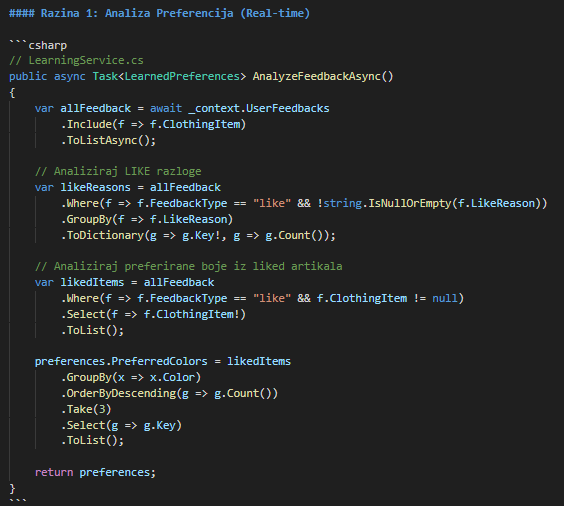 #### Razina 1: Analiza Preferencija (Real-time)

```csharp
// LearningService.cs
public async Task<LearnedPreferences> AnalyzeFeedbackAsync()
{
    var allFeedback = await _context.UserFeedbacks
        .Include(f => f.ClothingItem)
        .ToListAsync();

    // Analiziraj LIKE razloge
    var likeReasons = allFeedback
        .Where(f => f.FeedbackType == "like" && !string.IsNullOrEmpty(f.LikeReason))
        .GroupBy(f => f.LikeReason)
        .ToDictionary(g => g.Key!, g => g.Count());

    // Analiziraj preferirane boje iz liked artikala
    var likedItems = allFeedback
        .Where(f => f.FeedbackType == "like" && f.ClothingItem != null)
        .Select(f => f.ClothingItem!)
        .ToList();

    preferences.PreferredColors = likedItems
        .GroupBy(x => x.Color)
        .OrderByDescending(g => g.Count())
        .Take(3)
        .Select(g => g.Key)
        .ToList();

    return preferences;
}
```